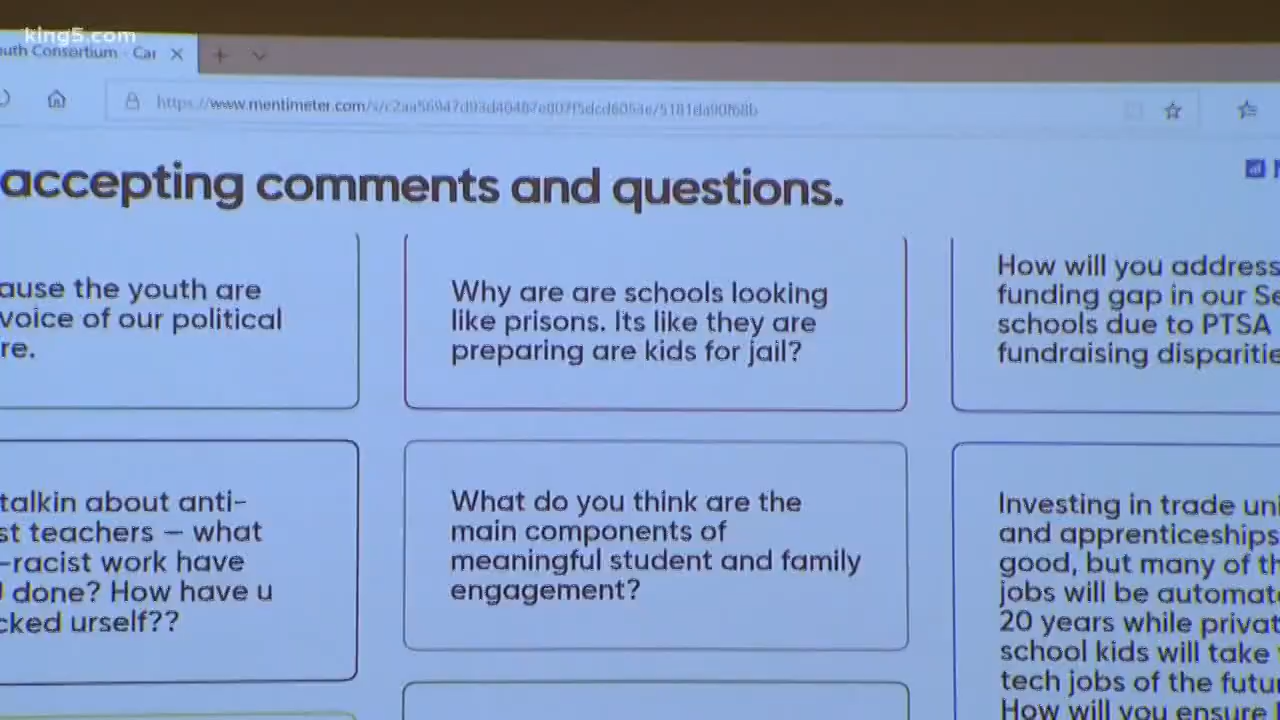 king5.com
outh Consortium - Car
https://www.mentimeter.com/s/
accepting comments and questions.
ause the youth are
voice of our political
re.
Why are are schools looking
like prisons. Its like they are
preparing are kids for jail?
How will you address
funding gap in our Se
schools due to PTSA
fundraising disparitie
talkin about anti-
st teachers – what
-racist work have
done? How have u
cked urself??
What do you think are the
main components of
meaningful student and family
engagement?
Investing in trade uni
and apprenticeships
good, but many of th
jobs will be automate
20 years while privat
school kids will take
tech jobs of the futur
How will you ensure